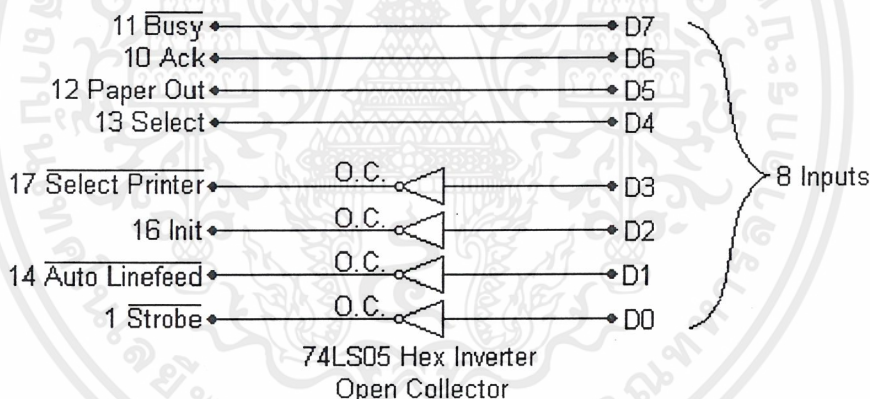 11 Busy D7
10 Ack D6
12 Paper Out D5
13 Select D4
17 Select Printer O.C. D3
8 Inputs
16 Init O.C. D2
14 Auto Linefeed O.C. D1
1 Strobe O.C. D0
74LS05 Hex Inverter
Open Collector